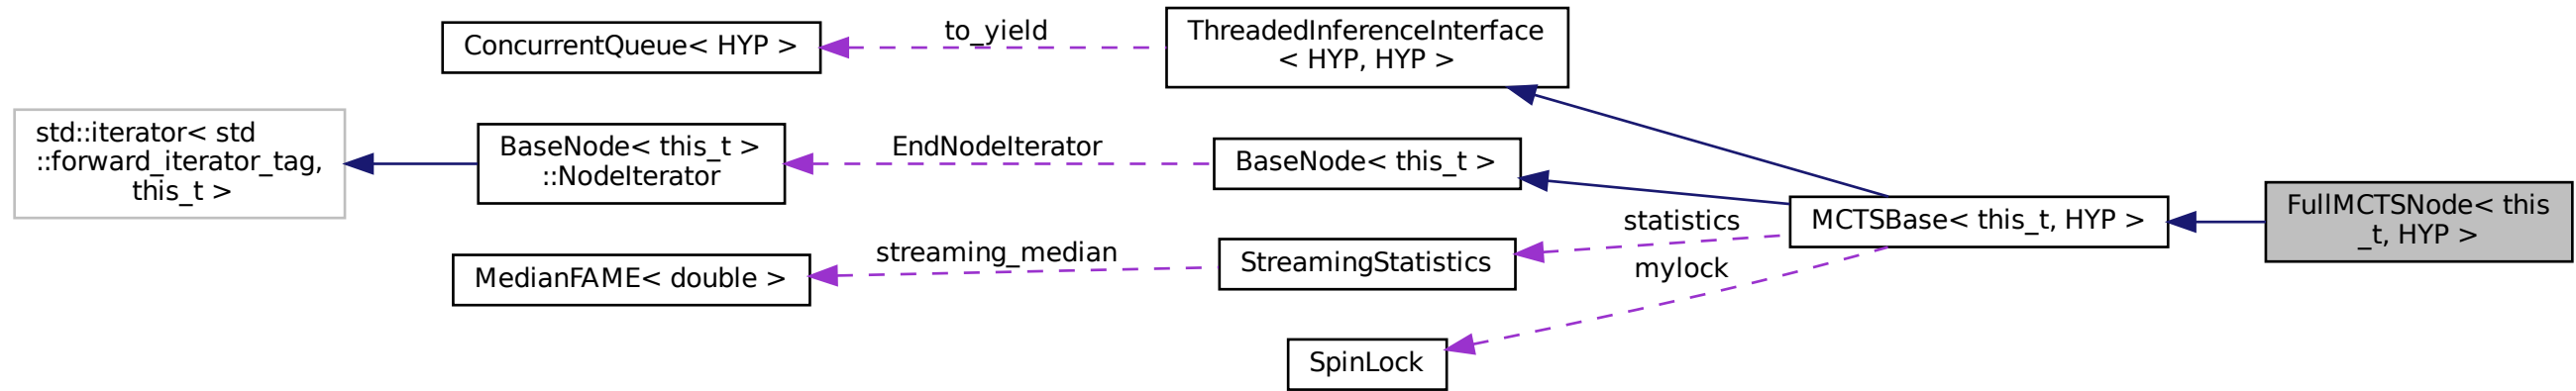 ConcurrentQueue< HYP >
to_yield
ThreadedInferenceInterface
< HYP, HYP >
std::iterator< std
::forward_iterator_tag,
this_t >
BaseNode< this_t >
::NodeIterator
EndNodeIterator
BaseNode< this_t >
MedianFAME< double >
streaming_median
StreamingStatistics
statistics
mylock
SpinLock
MCTSBase< this_t, HYP >
FullMCTSNode< this
_t, HYP >